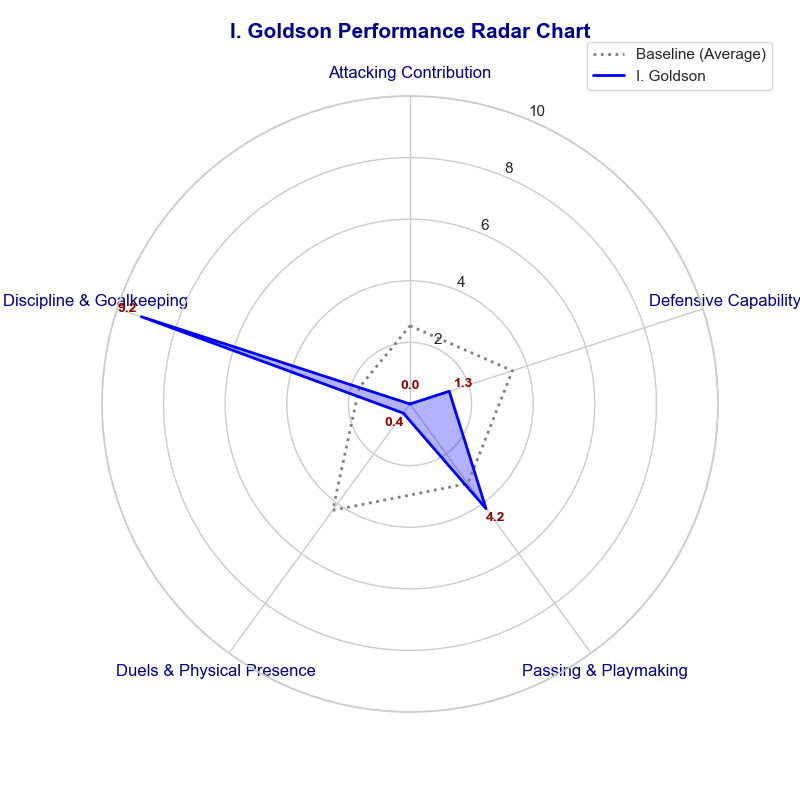 I. Goldson Performance Radar Chart
Baseline (Average)
I. Goldson
Attacking Contribution
10
8
6
4
2
Discipline & Goalkeeping
9.2
Defensive Capability
0.0
1.3
0.4
4.2
Duels & Physical Presence
Passing & Playmaking